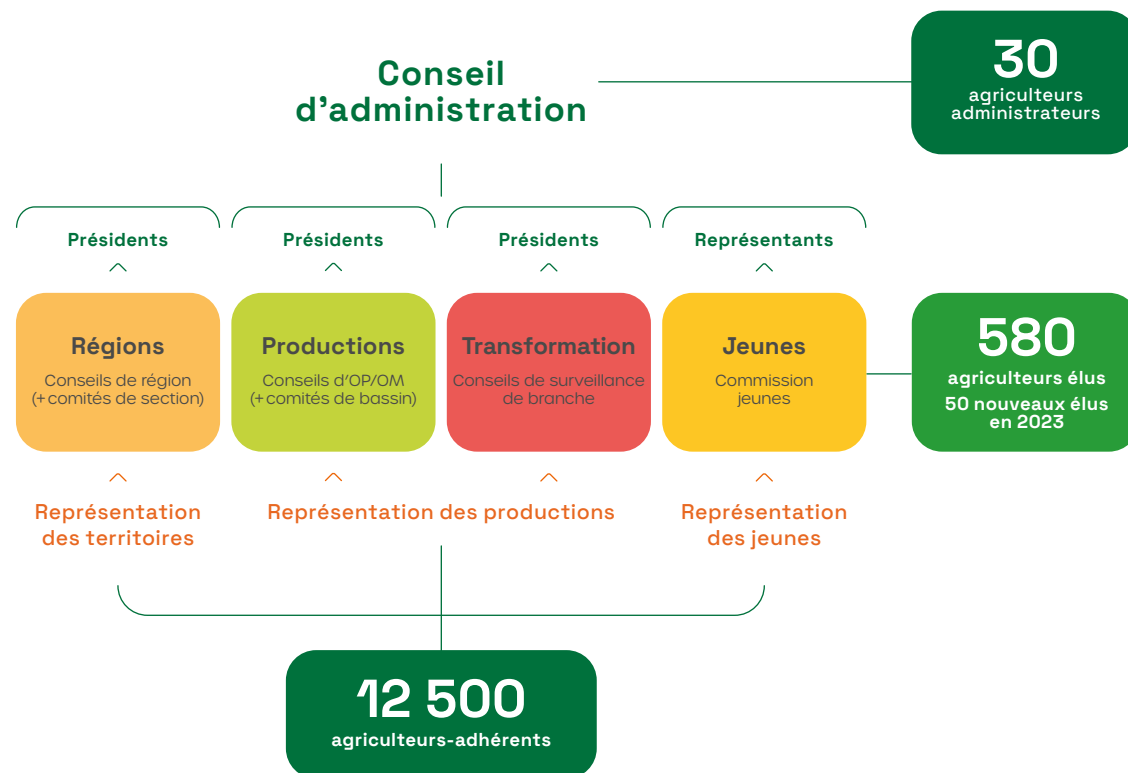 Conseil
d'administration
30
agriculteurs
administrateurs
Présidents
Présidents
Présidents
Représentants
Régions
Conseils de région
(+ comités de section)
Productions
Conseils d'OP/OM
(+ comités de bassin)
Transformation
Conseils de surveillance
de branche
Jeunes
Commission
jeunes
580
agriculteurs élus
50 nouveaux élus
en 2023
Représentation
des territoires
Représentation des productions
Représentation
des jeunes
12 500
agriculteurs-adhérents